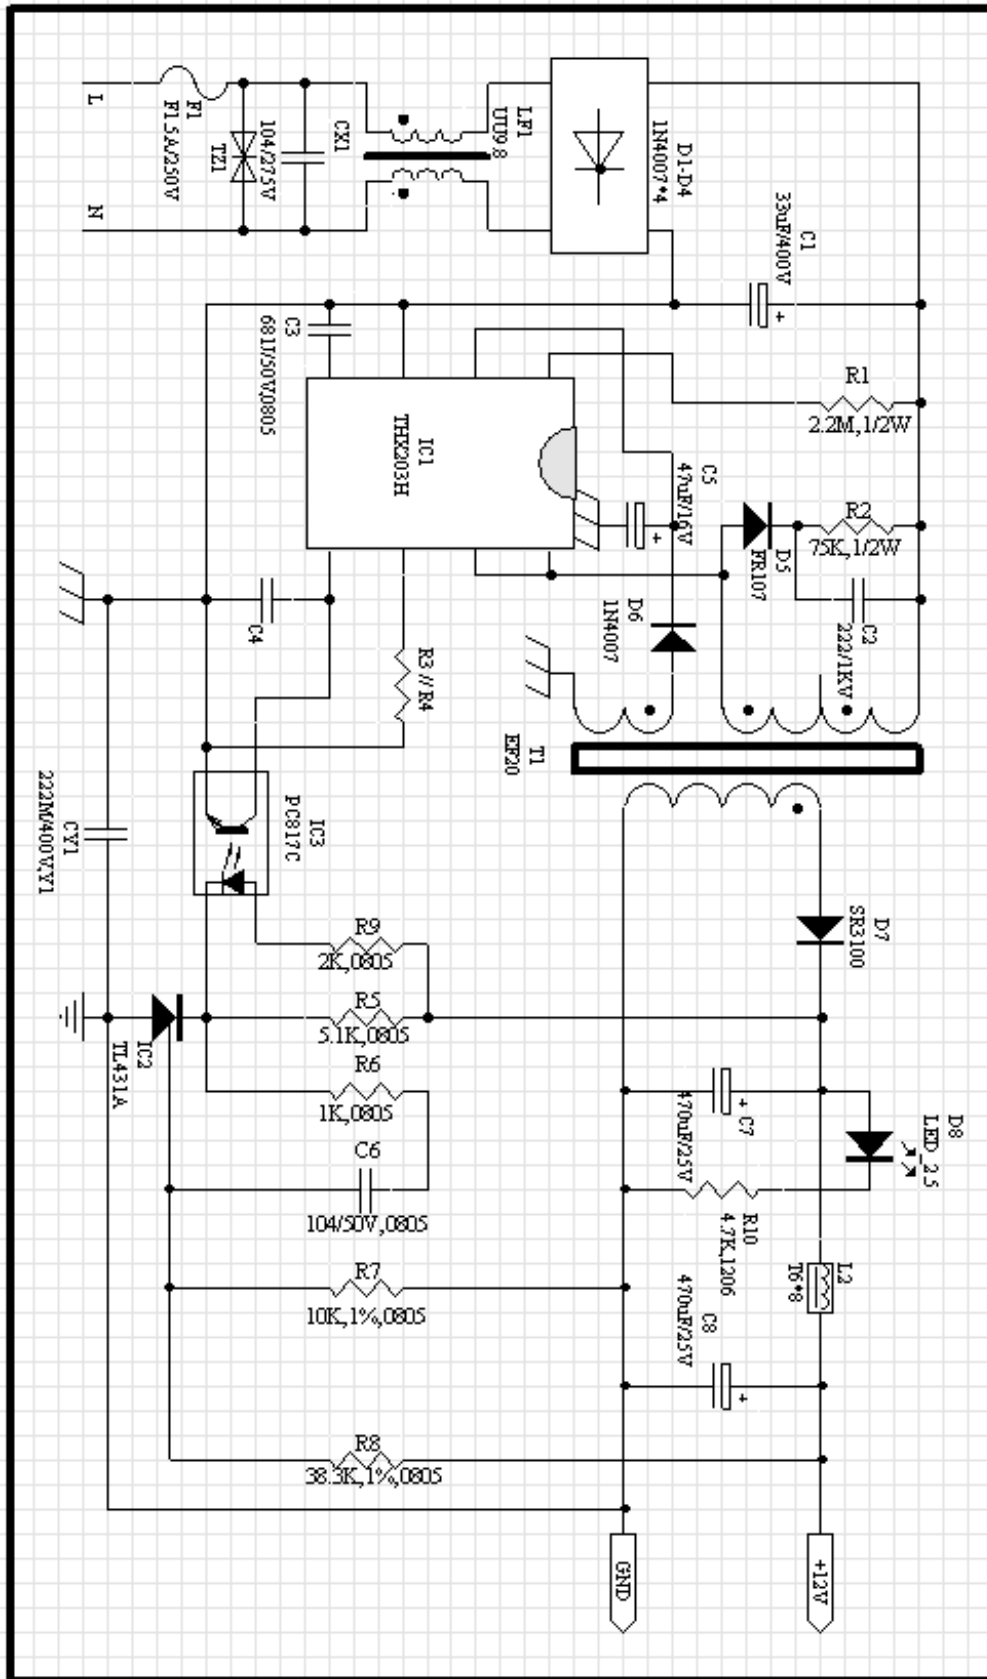 L
F1
F1.5A/250V
N
TZ1
104/275V
CX1
LF1
UU9.8
D1-D4
1N4007*4
C1
33uF/400V
+
C3
681J/50V,0805
IC1
THX203H
R1
2.2M,1/2W
C5
47uF/16V
+
R2
75K,1/2W
D5
FR107
C2
222/1KV
D6
1N4007
C4
R3 // R4
T1
EF20
CY1
222M/400V,Y1
IC3
PC817C
D7
SR3100
R9
2K,0805
R5
5.1K,0805
IC2
TL431A
R6
1K,0805
C6
104/50V,0805
+ C7
470uF/25V
D8
LED_2.5
R10
4.7K,1206
L2
T6*8
R7
10K,1%,0805
C8
470uF/25V
+
R8
38.3K,1%,0805
GND
+12V